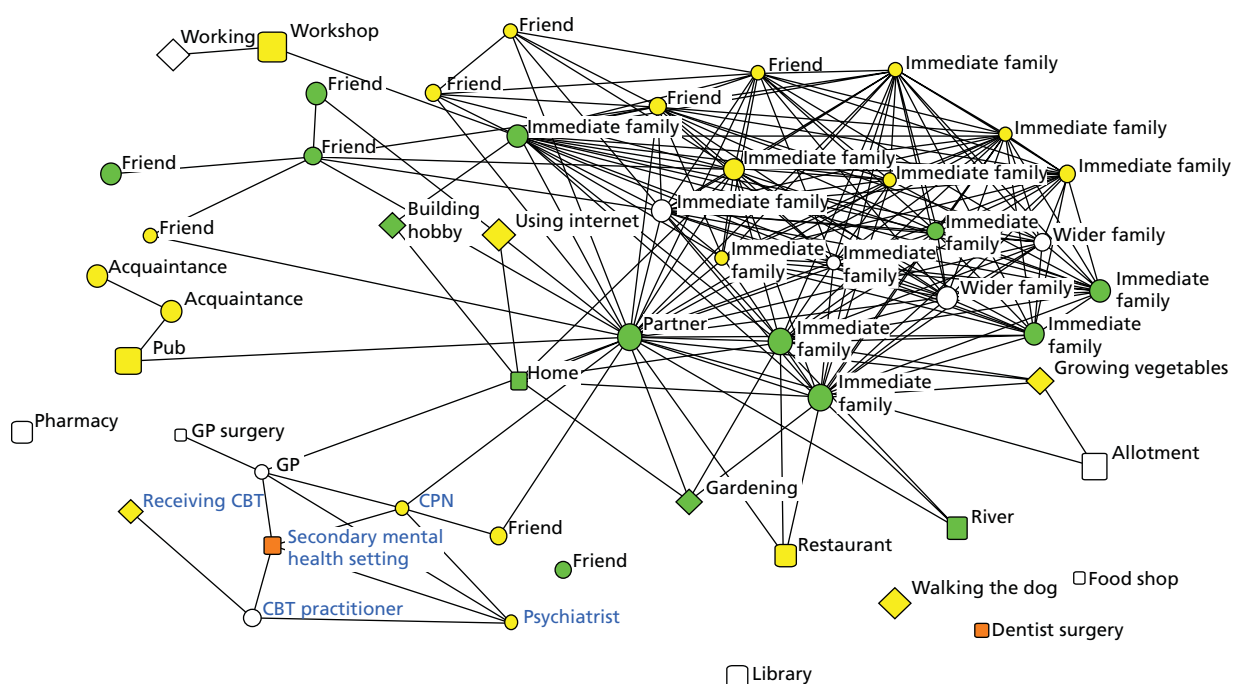 Friend
Working
Workshop
Friend
Immediate family
Friend
Friend
Friend
Immediate family
Immediate family
Friend
Immediate family
Friend
Immediate family
Immediate family
Immediate family
Building
hobby
Using internet
Friend
Immediate
family
Wider family
Immediate
family
Immediate
family
Acquaintance
Wider family
Immediate
family
Acquaintance
Partner
Immediate
family
Immediate
family
Pub
Home
Growing vegetables
Immediate
family
Pharmacy
GP surgery
Allotment
GP
Gardening
Receiving CBT
CPN
River
Friend
Secondary mental
health setting
Restaurant
Friend
Food shop
Walking the dog
CBT practitioner
Psychiatrist
Dentist surgery
Library